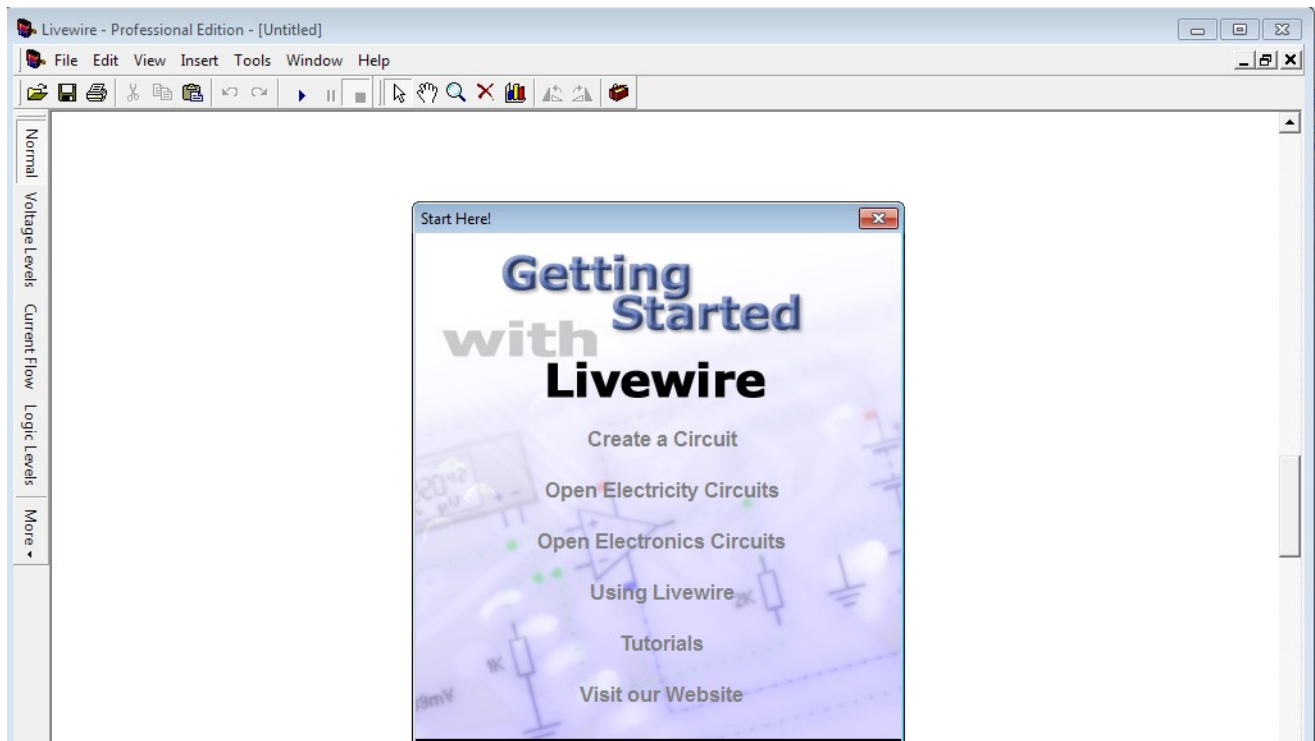 Livewire - Professional Edition - [Untitled]
File Edit View Insert Tools Window Help
Normal
Voltage Levels
Current Flow
Logic Levels
More
Start Here!
Getting
Started
with
Livewire
Create a Circuit
Open Electricity Circuits
Open Electronics Circuits
Using Livewire
2K
Tutorials
1K
Visit our Website